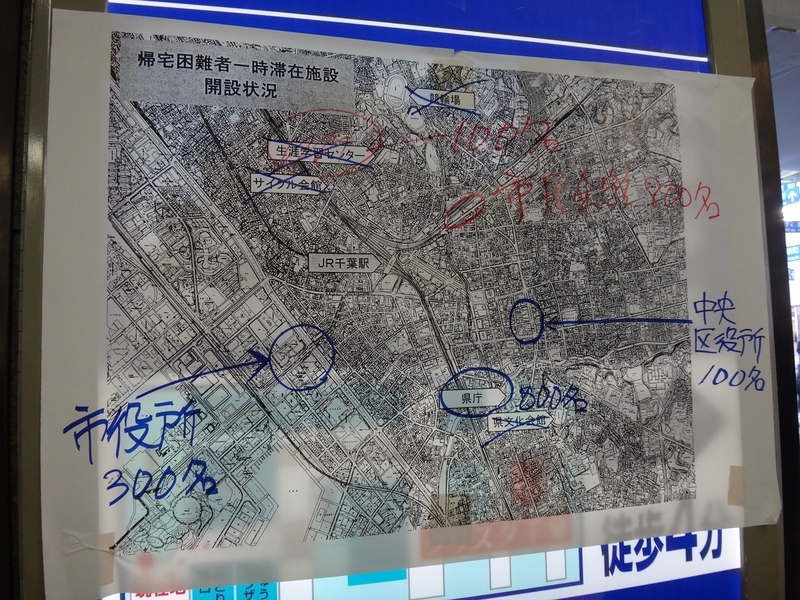 帰宅困難者一時滞在施設
開設状況
競輪場
生涯学習センター
100名
サイクル会館
市民会館 800名
JR千葉駅
中央
区役所
100名
県庁
800名
県文化会館
市役所
300名
徒歩4分